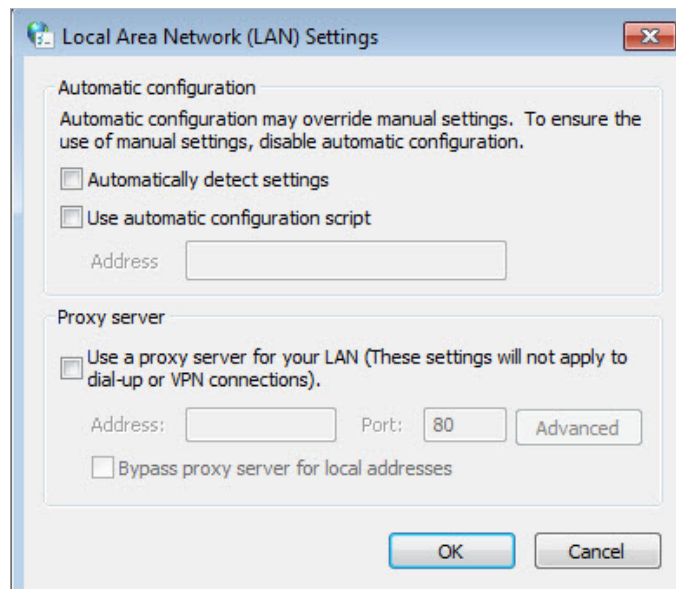 Local Area Network (LAN) Settings
Automatic configuration
Automatic configuration may override manual settings. To ensure the
use of manual settings, disable automatic configuration.
Automatically detect settings
Use automatic configuration script
Address
Proxy server
Use a proxy server for your LAN (These settings will not apply to
dial-up or VPN connections).
Address: Port: 80 Advanced
Bypass proxy server for local addresses
OK Cancel